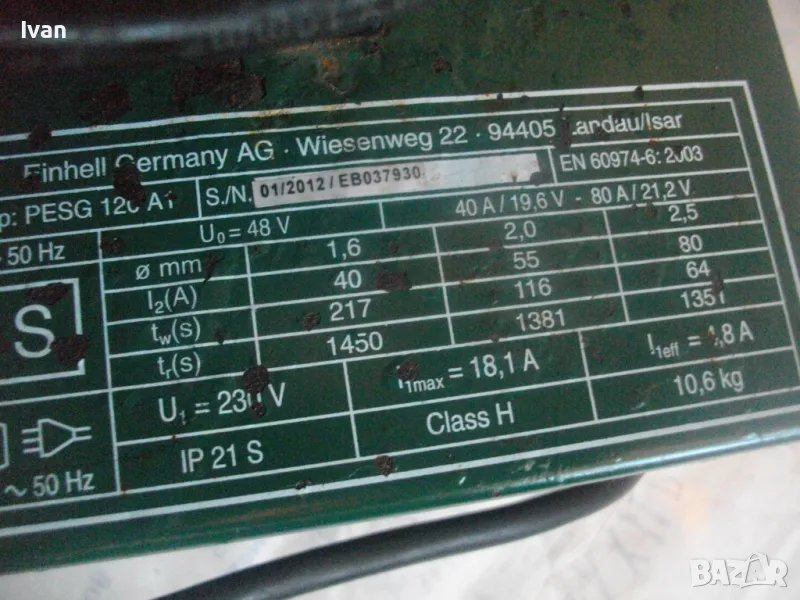 Ivan
Einhell Germany AG · Wiesenweg 22 · 94405 Landau/Isar
PESG 120 A1 S./N. 01/2012 / EB037930 EN 60974-6: 2003
50 Hz U₀ = 48 V 40 A / 19,6 V - 80 A / 21,2 V
ø mm 1,6 2,0 2,5
I₂(A) 40 55 80
S tw(s) 217 116 64
tr(s) 1450 1381 1351
U₁ = 230 V I1max = 18,1 A I1eff = 4,8 A
~ 50 Hz IP 21 S Class H 10,6 kg
BAZAR